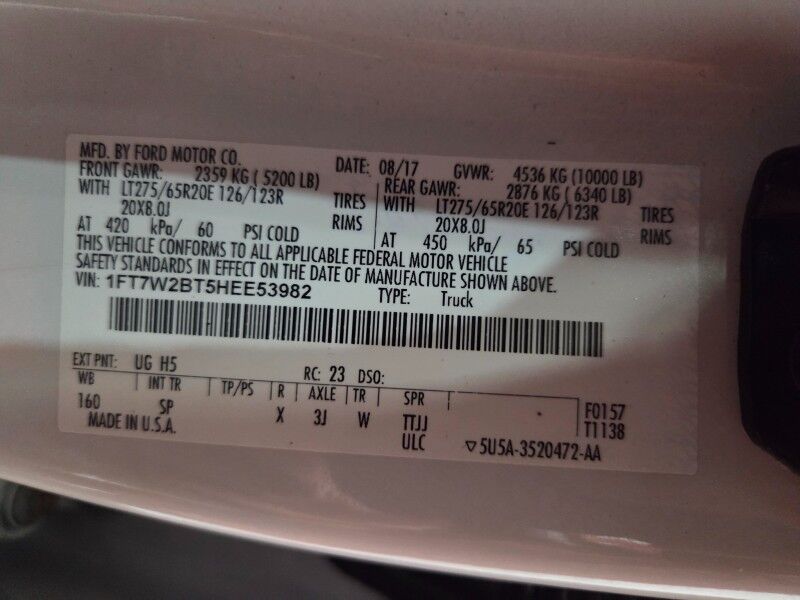 MFD. BY FORD MOTOR CO. DATE: 08/17 GVWR: 4536 KG (10000 LB)
FRONT GAWR: 2359 KG ( 5200 LB) REAR GAWR: 2876 KG ( 6340 LB)
WITH LT275/65R20E 126/123R TIRES WITH LT275/65R20E 126/123R TIRES
20X8.0J RIMS 20X8.0J RIMS
AT 420 kPa/ 60 PSI COLD AT 450 kPa/ 65 PSI COLD
THIS VEHICLE CONFORMS TO ALL APPLICABLE FEDERAL MOTOR VEHICLE
SAFETY STANDARDS IN EFFECT ON THE DATE OF MANUFACTURE SHOWN ABOVE.
VIN: 1FT7W2BT5HEE53982 TYPE: Truck
EXT PNT: UG H5 RC: 23 DSO:
WB INT TR TP/PS R AXLE TR SPR
160 SP X 3J W TTJJ F0157
MADE IN U.S.A. ULC T1138
▽5U5A-3520472-AA